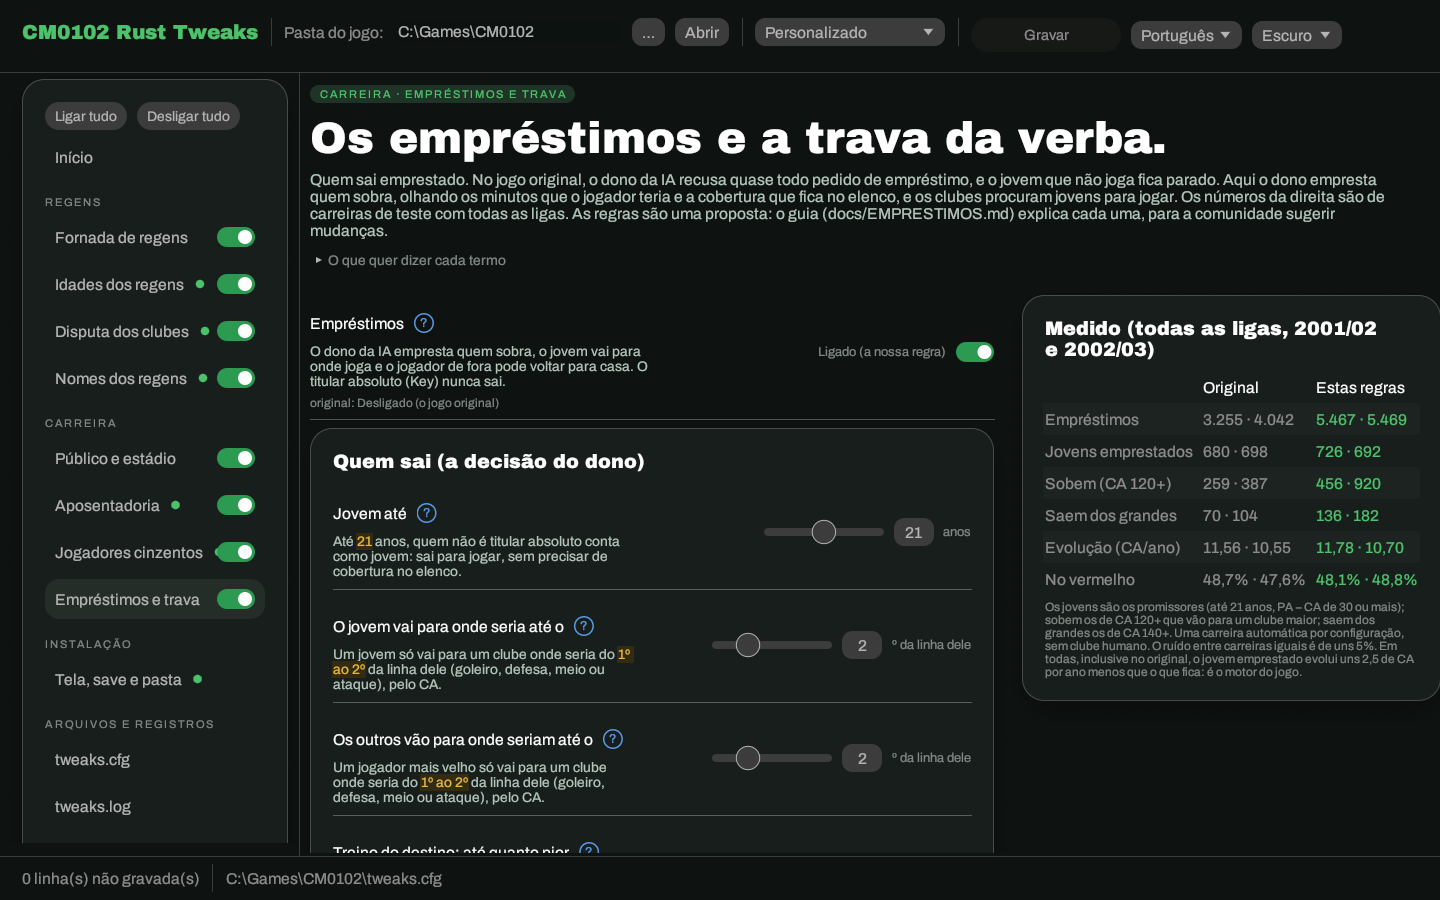 CM0102 Rust Tweaks
Pasta do jogo: C:\Games\CM0102 ... Abrir Personalizado Gravar Português Escuro
Ligar tudo Desligar tudo
Início
REGENS
Fornada de regens
Idades dos regens
Disputa dos clubes
Nomes dos regens
CARREIRA
Público e estádio
Aposentadoria
Jogadores cinzentos
Empréstimos e trava
INSTALAÇÃO
Tela, save e pasta
ARQUIVOS E REGISTROS
tweaks.cfg
tweaks.log
CARREIRA · EMPRÉSTIMOS E TRAVA
Os empréstimos e a trava da verba.
Quem sai emprestado. No jogo original, o dono da IA recusa quase todo pedido de empréstimo, e o jovem que não joga fica parado. Aqui o dono empresta
quem sobra, olhando os minutos que o jogador teria e a cobertura que fica no elenco, e os clubes procuram jovens para jogar. Os números da direita são de
carreiras de teste com todas as ligas. As regras são uma proposta: o guia (docs/EMPRESTIMOS.md) explica cada uma, para a comunidade sugerir
mudanças.
O que quer dizer cada termo
Empréstimos ?
O dono da IA empresta quem sobra, o jovem vai para
onde joga e o jogador de fora pode voltar para casa. O
titular absoluto (Key) nunca sai.
original: Desligado (o jogo original)
Ligado (a nossa regra)
Quem sai (a decisão do dono)
Jovem até ?
Até 21 anos, quem não é titular absoluto conta
como jovem: sai para jogar, sem precisar de
cobertura no elenco.
21 anos
O jovem vai para onde seria até o ?
Um jovem só vai para um clube onde seria do 1º
ao 2º da linha dele (goleiro, defesa, meio ou
ataque), pelo CA.
2 º da linha dele
Os outros vão para onde seriam até o ?
Um jogador mais velho só vai para um clube
onde seria do 1º ao 2º da linha dele (goleiro,
defesa, meio ou ataque), pelo CA.
2 º da linha dele
Treino do destino: até quanto pior ?
Medido (todas as ligas, 2001/02
e 2002/03)
Original Estas regras
Empréstimos 3.255 · 4.042 5.467 · 5.469
Jovens emprestados 680 · 698 726 · 692
Sobem (CA 120+) 259 · 387 456 · 920
Saem dos grandes 70 · 104 136 · 182
Evolução (CA/ano) 11,56 · 10,55 11,78 · 10,70
No vermelho 48,7% · 47,6% 48,1% · 48,8%
Os jovens são os promissores (até 21 anos, PA – CA de 30 ou mais);
sobem os de CA 120+ que vão para um clube maior; saem dos
grandes os de CA 140+. Uma carreira automática por configuração,
sem clube humano. O ruído entre carreiras iguais é de uns 5%. Em
todas, inclusive no original, o jovem emprestado evolui uns 2,5 de CA
por ano menos que o que fica: é o motor do jogo.
0 linha(s) não gravada(s) C:\Games\CM0102\tweaks.cfg